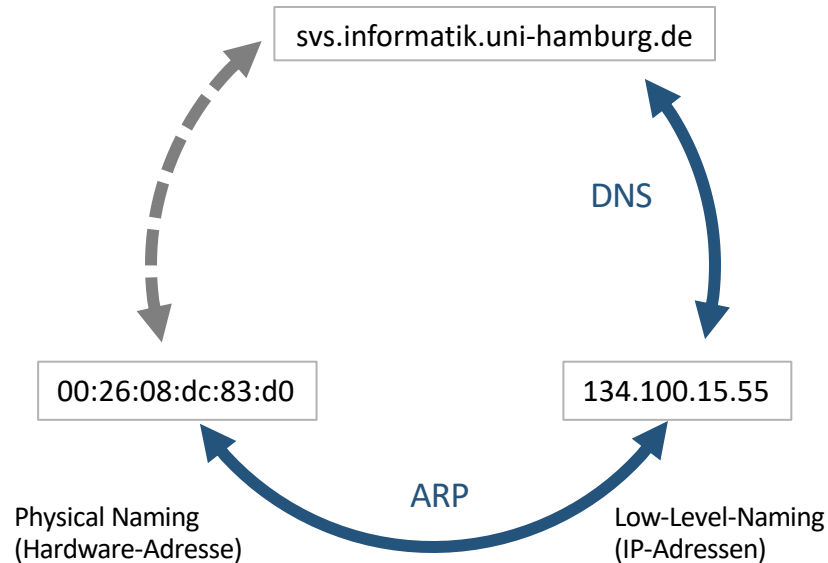 svs.informatik.uni-hamburg.de
DNS
00:26:08:dc:83:d0
134.100.15.55
ARP
Physical Naming
(Hardware-Adresse)
Low-Level-Naming
(IP-Adressen)